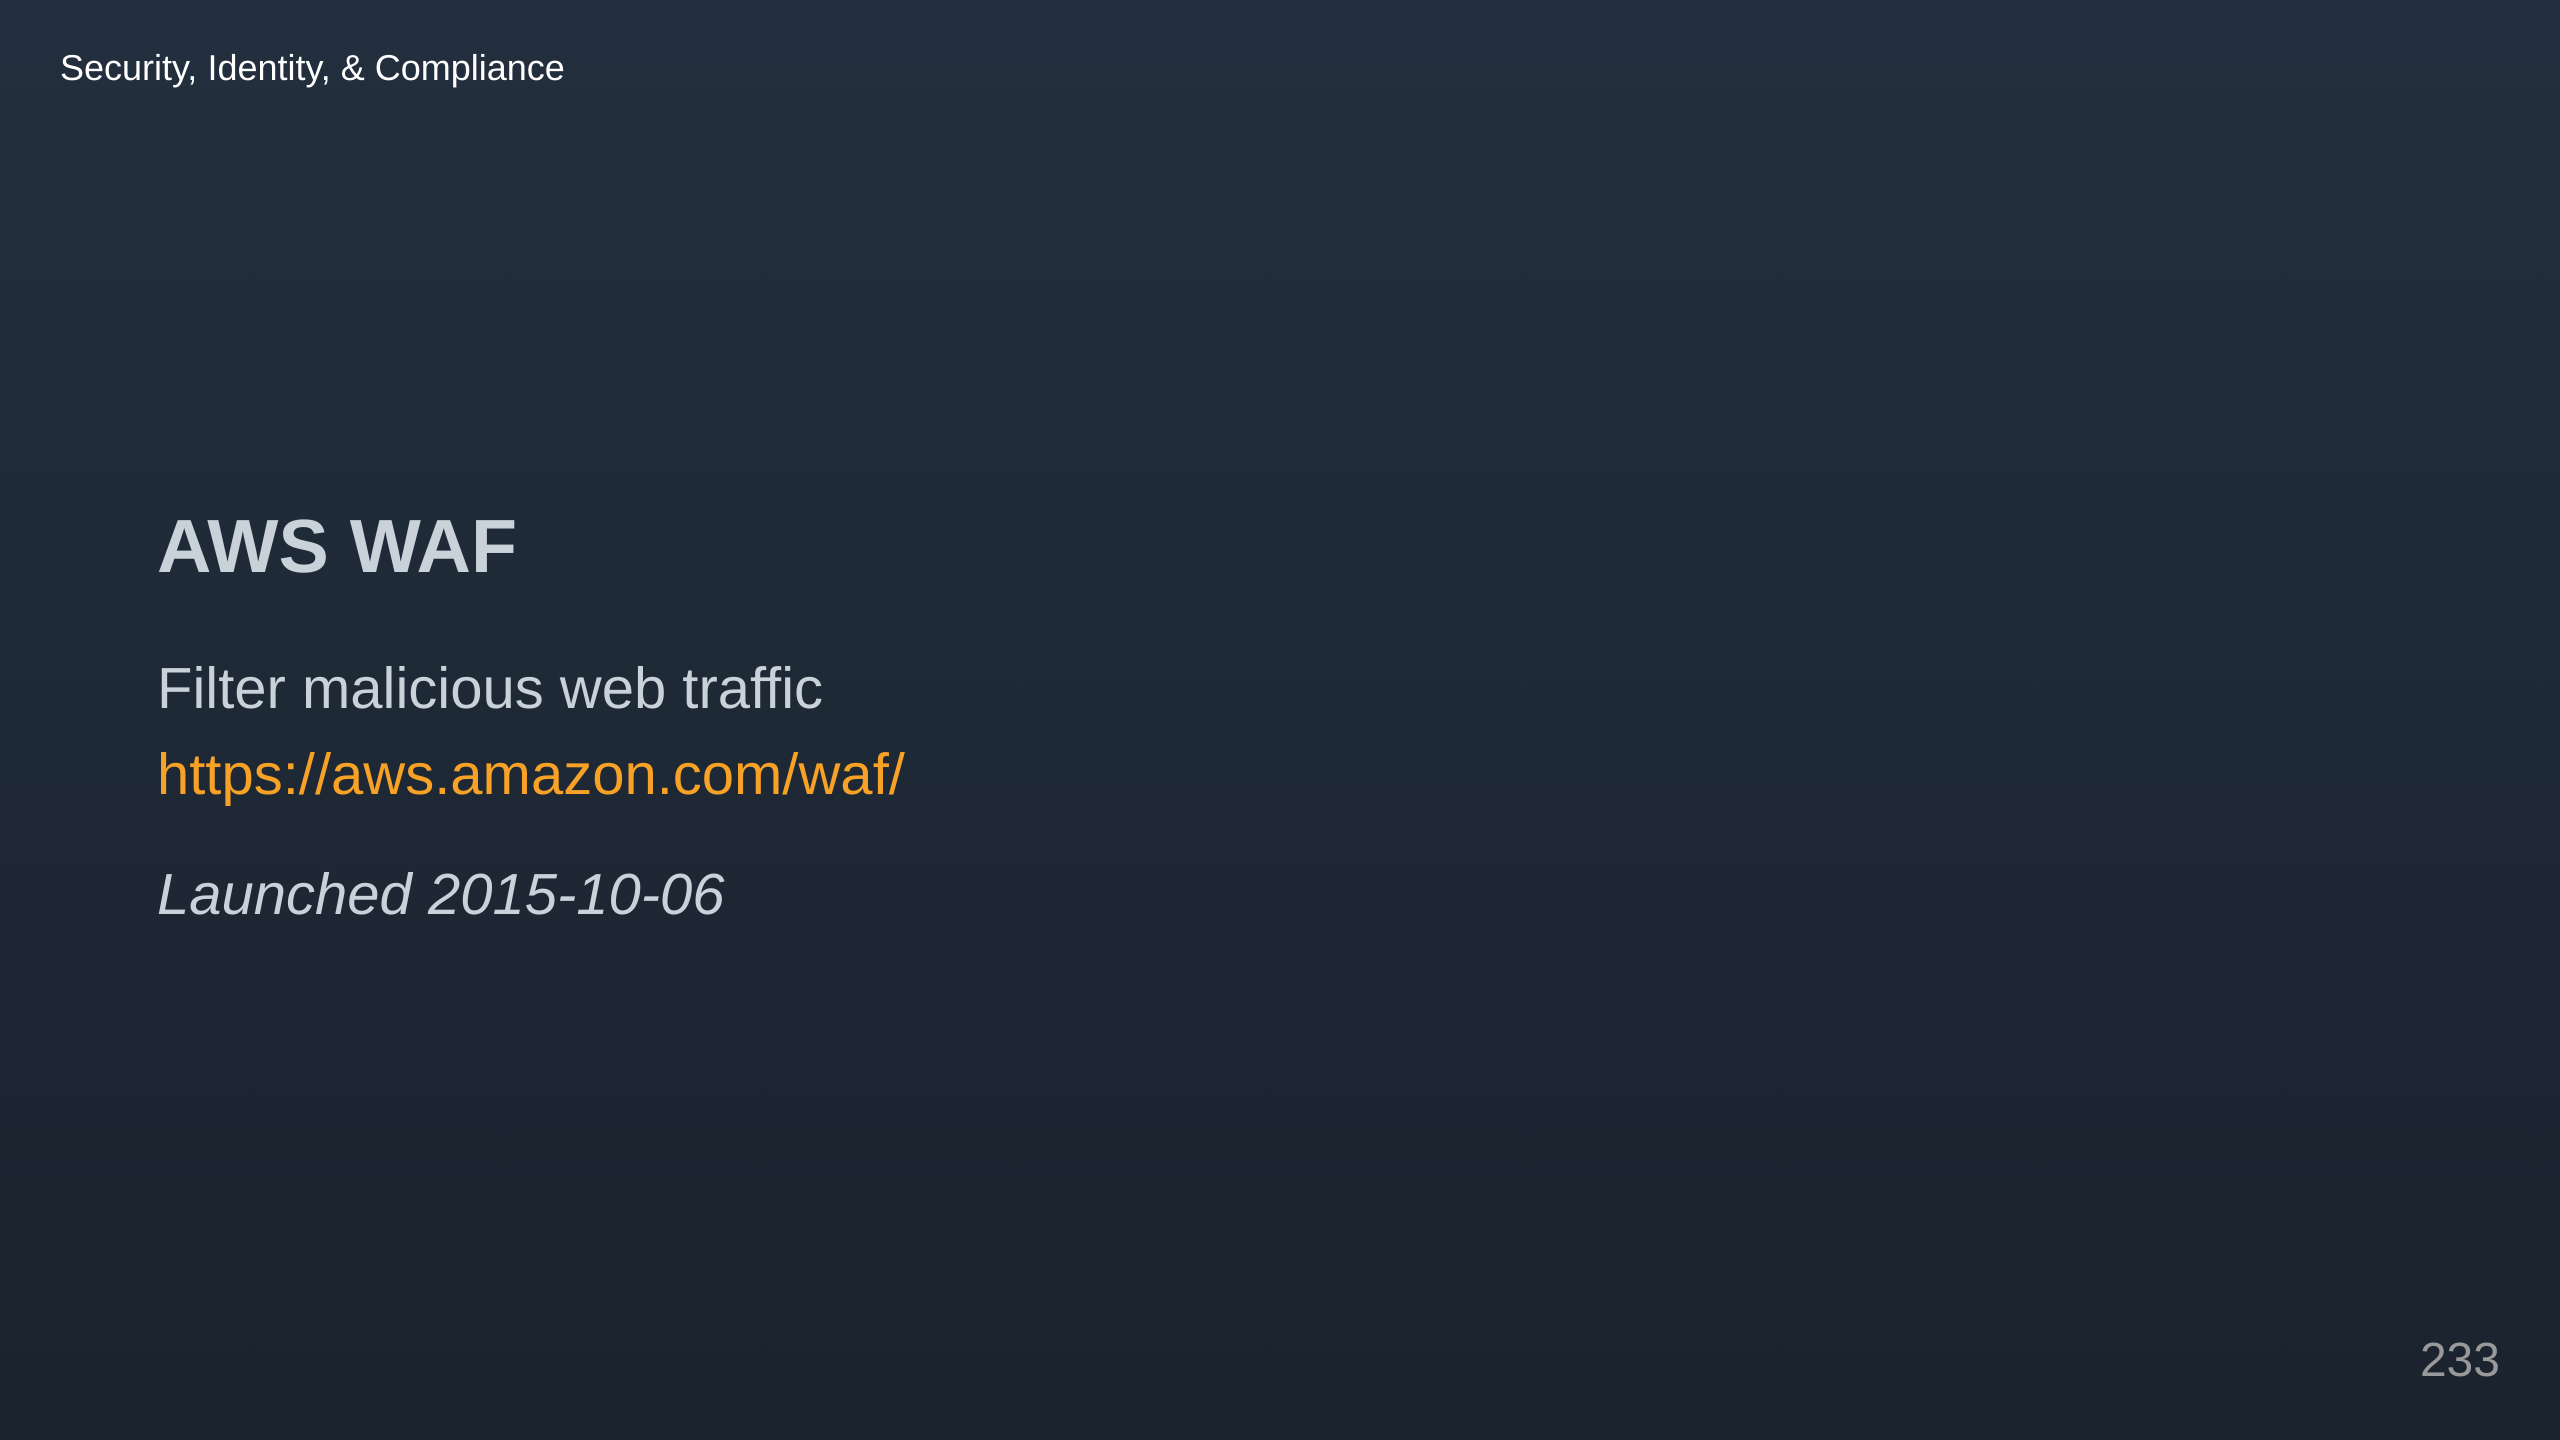 Security, Identity, & Compliance
AWS WAF
Filter malicious web traffic
https://aws.amazon.com/waf/
Launched 2015-10-06
233